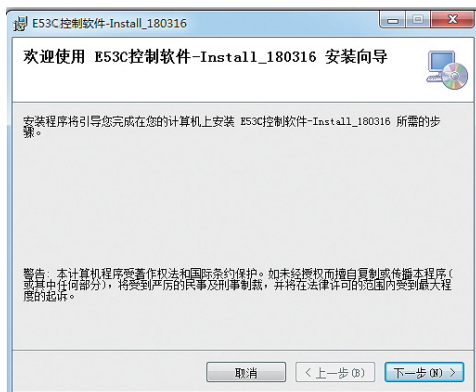 E53C控制软件-Install_180316
欢迎使用 E53C控制软件-Install_180316 安装向导
安装程序将引导您完成在您的计算机上安装 E53C控制软件-Install_180316 所需的步
骤。
警告: 本计算机程序受著作权法和国际条约保护。如未经授权而擅自复制或传播本程序(
或其中任何部分)，将受到严厉的民事及刑事制裁，并将在法律许可的范围内受到最大程
度的起诉。
取消
< 上一步(B)
下一步(N) >